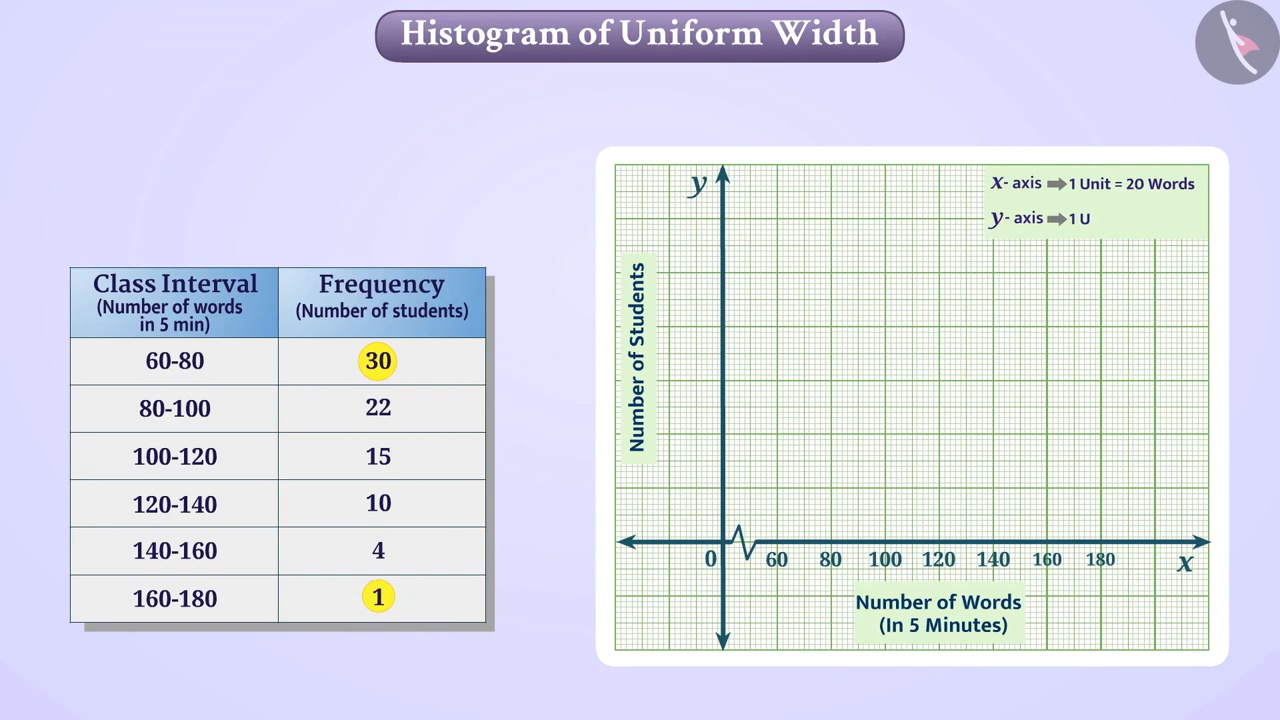 Histogram of Uniform Width
Class Interval
(Number of words
in 5 min)
Frequency
(Number of students)
60-80
30
80-100
22
100-120
15
120-140
10
140-160
4
160-180
1
y
x- axis ➡ 1 Unit = 20 Words
y- axis ➡ 1 U
Number of Students
0 60 80 100 120 140 160 180 x
Number of Words
(In 5 Minutes)